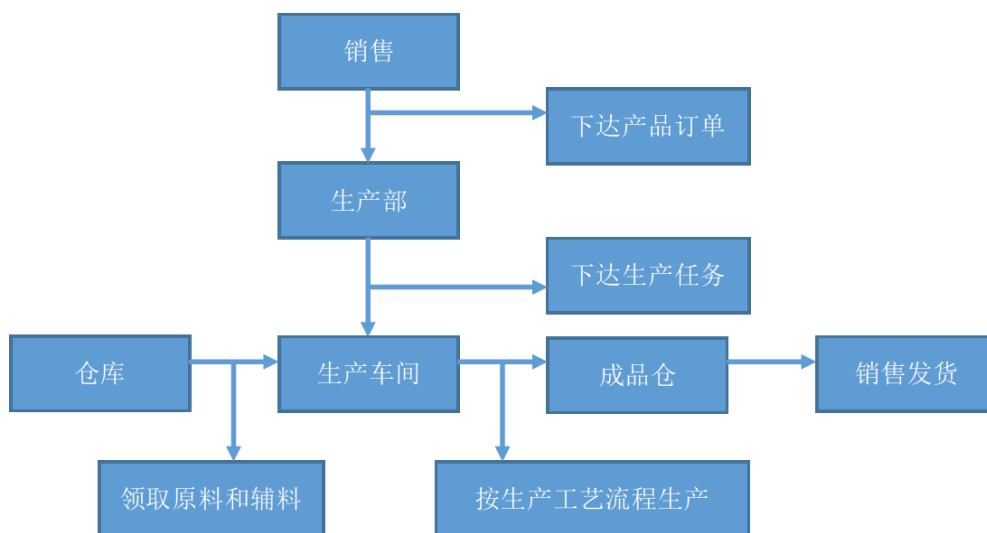 销售
下达产品订单
生产部
下达生产任务
仓库
生产车间
成品仓
销售发货
领取原料和辅料
按生产工艺流程生产